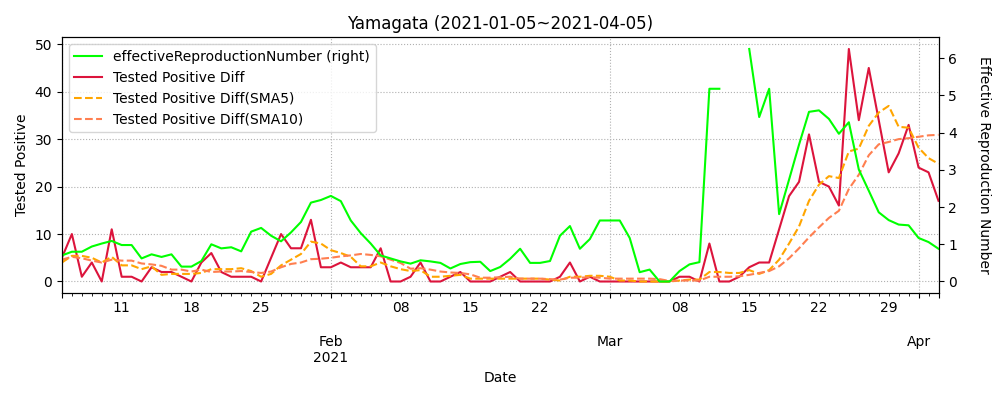 Yamagata (2021-01-05~2021-04-05)
effectiveReproductionNumber (right)
Tested Positive Diff
Tested Positive Diff(SMA5)
Tested Positive Diff(SMA10)
50
40
30
20
10
0
Tested Positive
6
5
4
3
2
1
0
Effective Reproduction Number
11 18 25 08 15 22 08 15 22 29
Feb Mar Apr
2021
Date